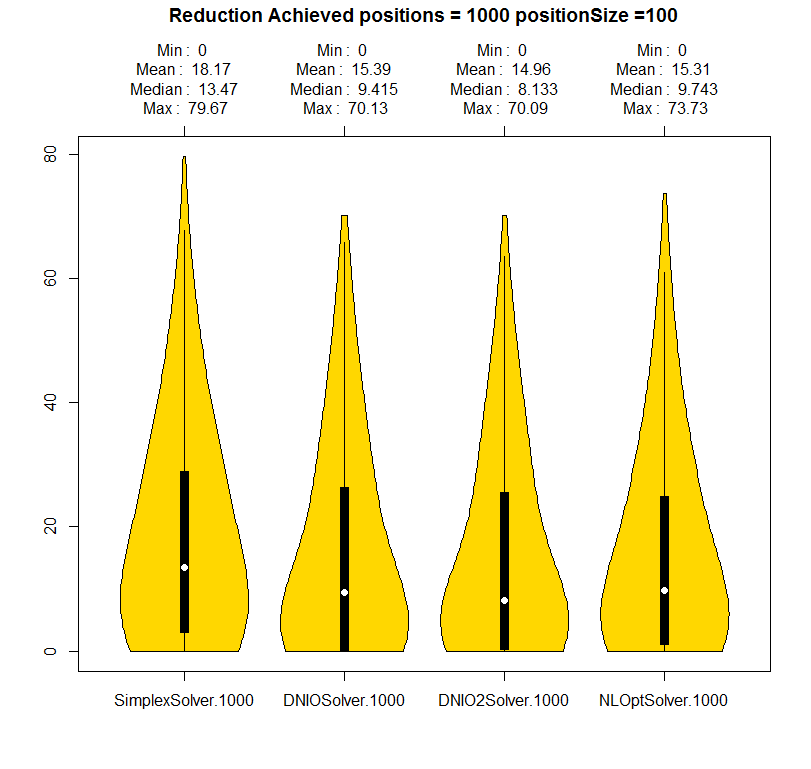 Reduction Achieved positions = 1000 positionSize =100
Min : 0 Min : 0 Min : 0 Min : 0
Mean : 18.17 Mean : 15.39 Mean : 14.96 Mean : 15.31
Median : 13.47 Median : 9.415 Median : 8.133 Median : 9.743
Max : 79.67 Max : 70.13 Max : 70.09 Max : 73.73
80
60
40
20
0
SimplexSolver.1000 DNIOSolver.1000 DNIO2Solver.1000 NLOptSolver.1000